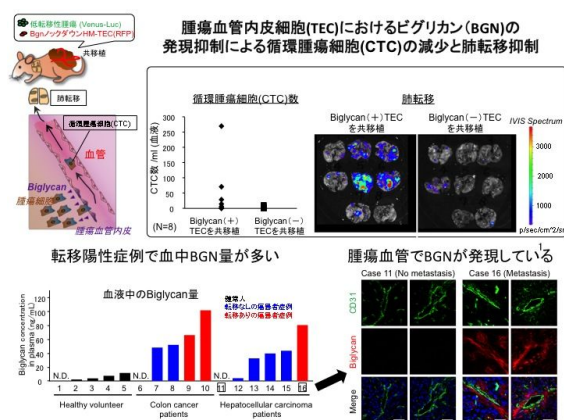 腫瘍血管内皮細胞(TEC)におけるビグリカン(BGN)の
発現抑制による循環腫瘍細胞(CTC)の減少と肺転移抑制
低転移性腫瘍 (Venus-Luc)
BgnノックダウンHM-TEC(RFP)
共移植
肺転移
循環腫瘍細胞(CTC)
血管
Biglycan
腫瘍細胞
腫瘍血管内皮
循環腫瘍細胞(CTC)数
CTC数 /ml (血液)
300
250
200
150
100
50
0
(N=8)
Biglycan(+)
TECを共移植
Biglycan(−)
TECを共移植
肺転移
Biglycan(+)TEC
を共移植
Biglycan(−)TEC
を共移植
IVIS Spectrum
3000
2000
1000
p/sec/cm^2/sr
転移陽性症例で血中BGN量が多い
血液中のBiglycan量
健常人
転移なしの癌患者症例
転移ありの癌患者症例
Biglycan concentration
in plasma (ng/mL)
120
100
80
60
40
20
0
N.D.
N.D.
N.D.
1 2 3 4 5 6 7 8 9 10 11 12 13 14 15 16
Healthy volunteer
Colon cancer
patients
Hepatocellular carcinoma
patients
腫瘍血管でBGNが発現している
1
Case 11 (No metastasis)
Case 16 (Metastasis)
CD31
Biglycan
Merge